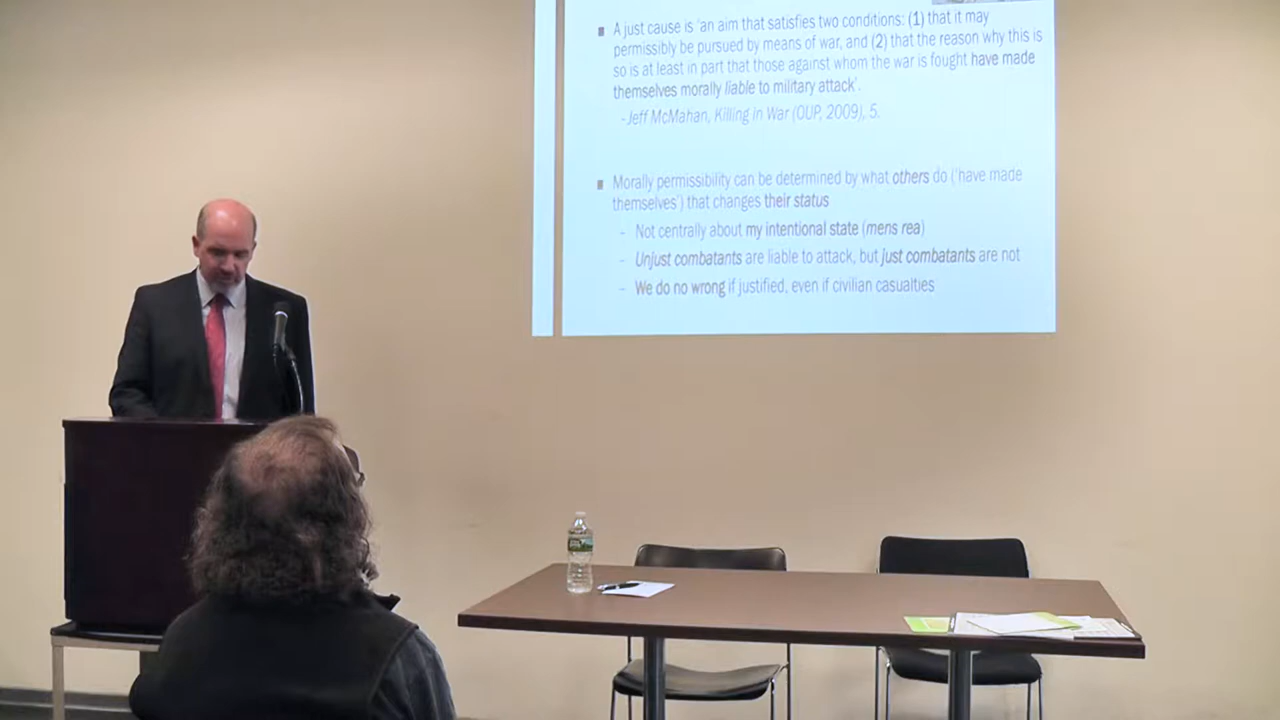 ■ A just cause is 'an aim that satisfies two conditions: (1) that it may
permissibly be pursued by means of war, and (2) that the reason why this is
so is at least in part that those against whom the war is fought have made
themselves morally liable to military attack'.
- Jeff McMahan, Killing in War (OUP, 2009), 5.
■ Morally permissibility can be determined by what others do ('have made
themselves') that changes their status
– Not centrally about my intentional state (mens rea)
– Unjust combatants are liable to attack, but just combatants are not
– We do no wrong if justified, even if civilian casualties